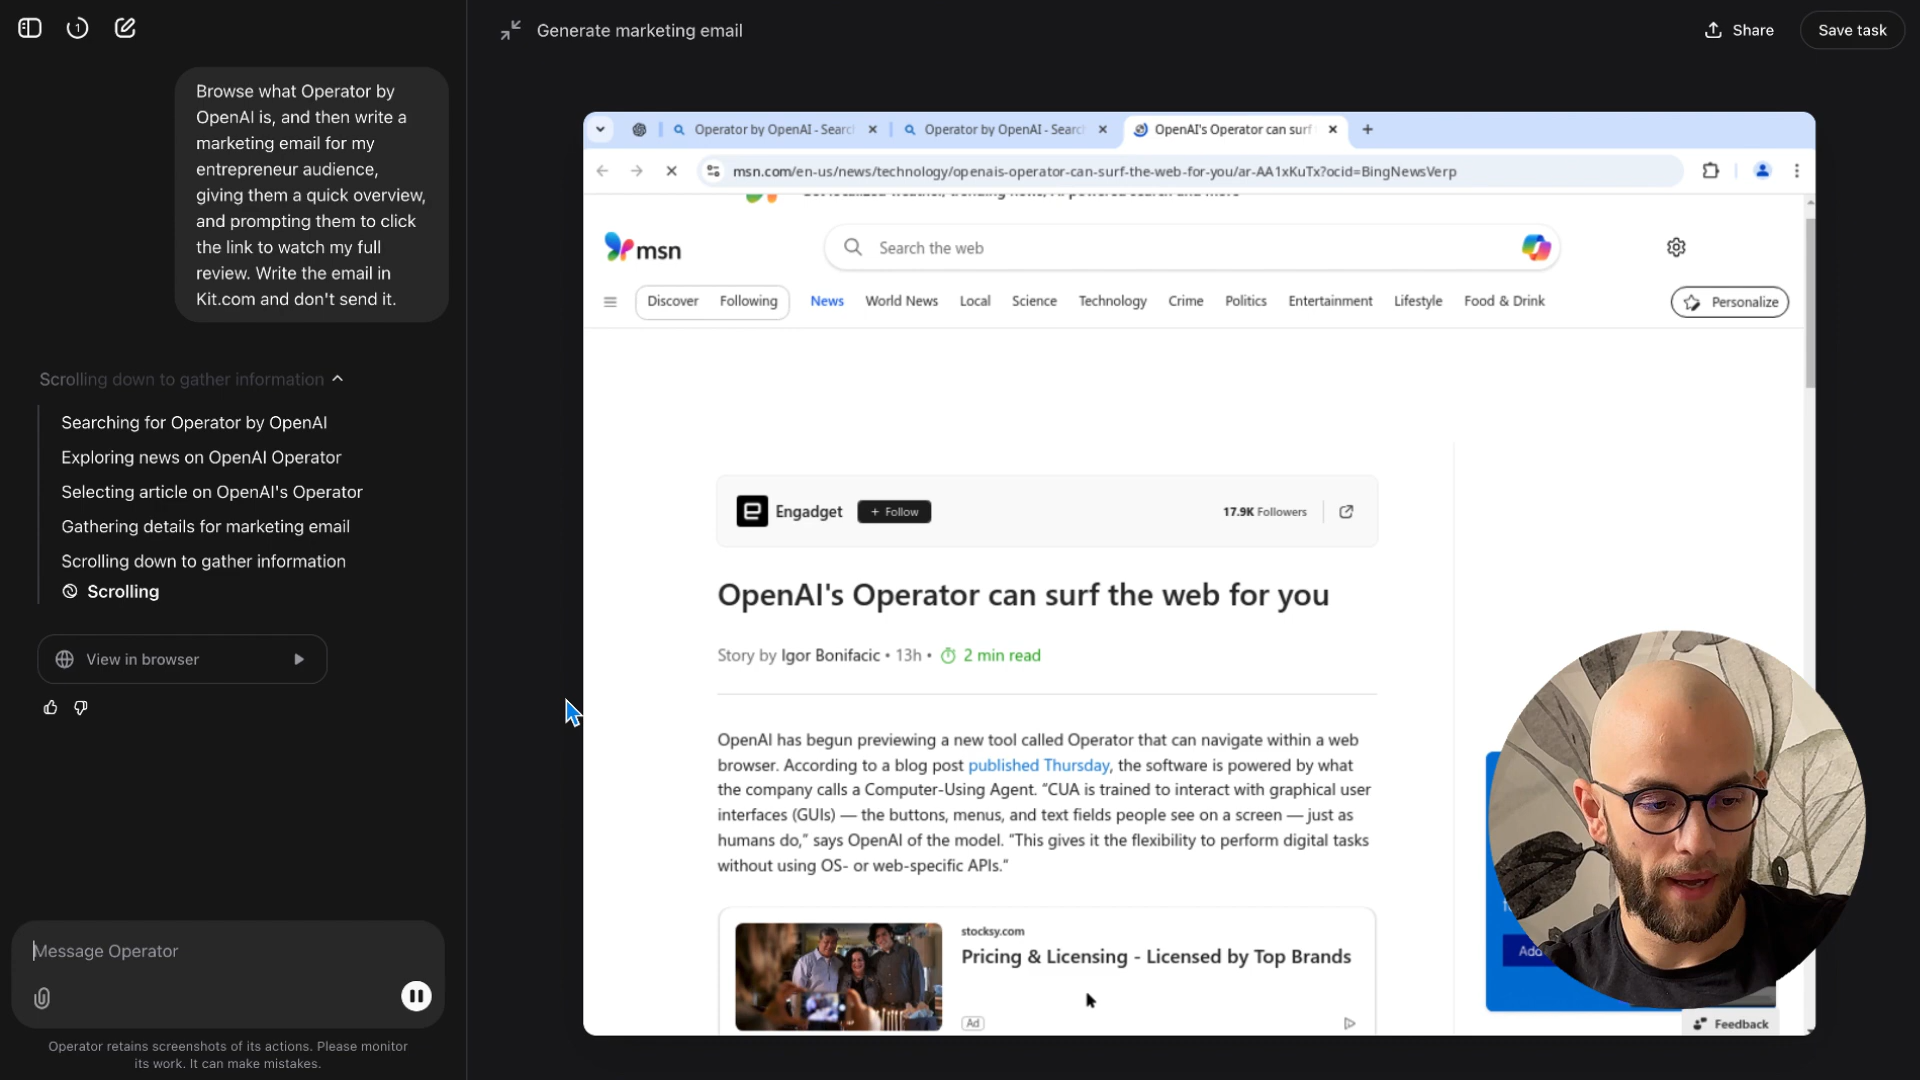 1
Generate marketing email
Share
Save task
Browse what Operator by
OpenAI is, and then write a
marketing email for my
entrepreneur audience,
giving them a quick overview,
and prompting them to click
the link to watch my full
review. Write the email in
Kit.com and don't send it.
Scrolling down to gather information
Searching for Operator by OpenAI
Exploring news on OpenAI Operator
Selecting article on OpenAI's Operator
Gathering details for marketing email
Scrolling down to gather information
Scrolling
View in browser
Message Operator
Operator retains screenshots of its actions. Please monitor
its work. It can make mistakes.
Operator by OpenAI - Search
Operator by OpenAI - Search
OpenAI's Operator can surf
msn.com/en-us/news/technology/openais-operator-can-surf-the-web-for-you/ar-AA1xKuTx?ocid=BingNewsVerp
msn
Search the web
Discover Following News World News Local Science Technology Crime Politics Entertainment Lifestyle Food & Drink
Personalize
Engadget
+ Follow
17.9K Followers
OpenAI's Operator can surf the web for you
Story by Igor Bonifacic • 13h • 2 min read
OpenAI has begun previewing a new tool called Operator that can navigate within a web
browser. According to a blog post published Thursday, the software is powered by what
the company calls a Computer-Using Agent. “CUA is trained to interact with graphical user
interfaces (GUIs) — the buttons, menus, and text fields people see on a screen — just as
humans do,” says OpenAI of the model. "This gives it the flexibility to perform digital tasks
without using OS- or web-specific APIs.”
stocksy.com
Pricing & Licensing - Licensed by Top Brands
Ad
Add
Feedback